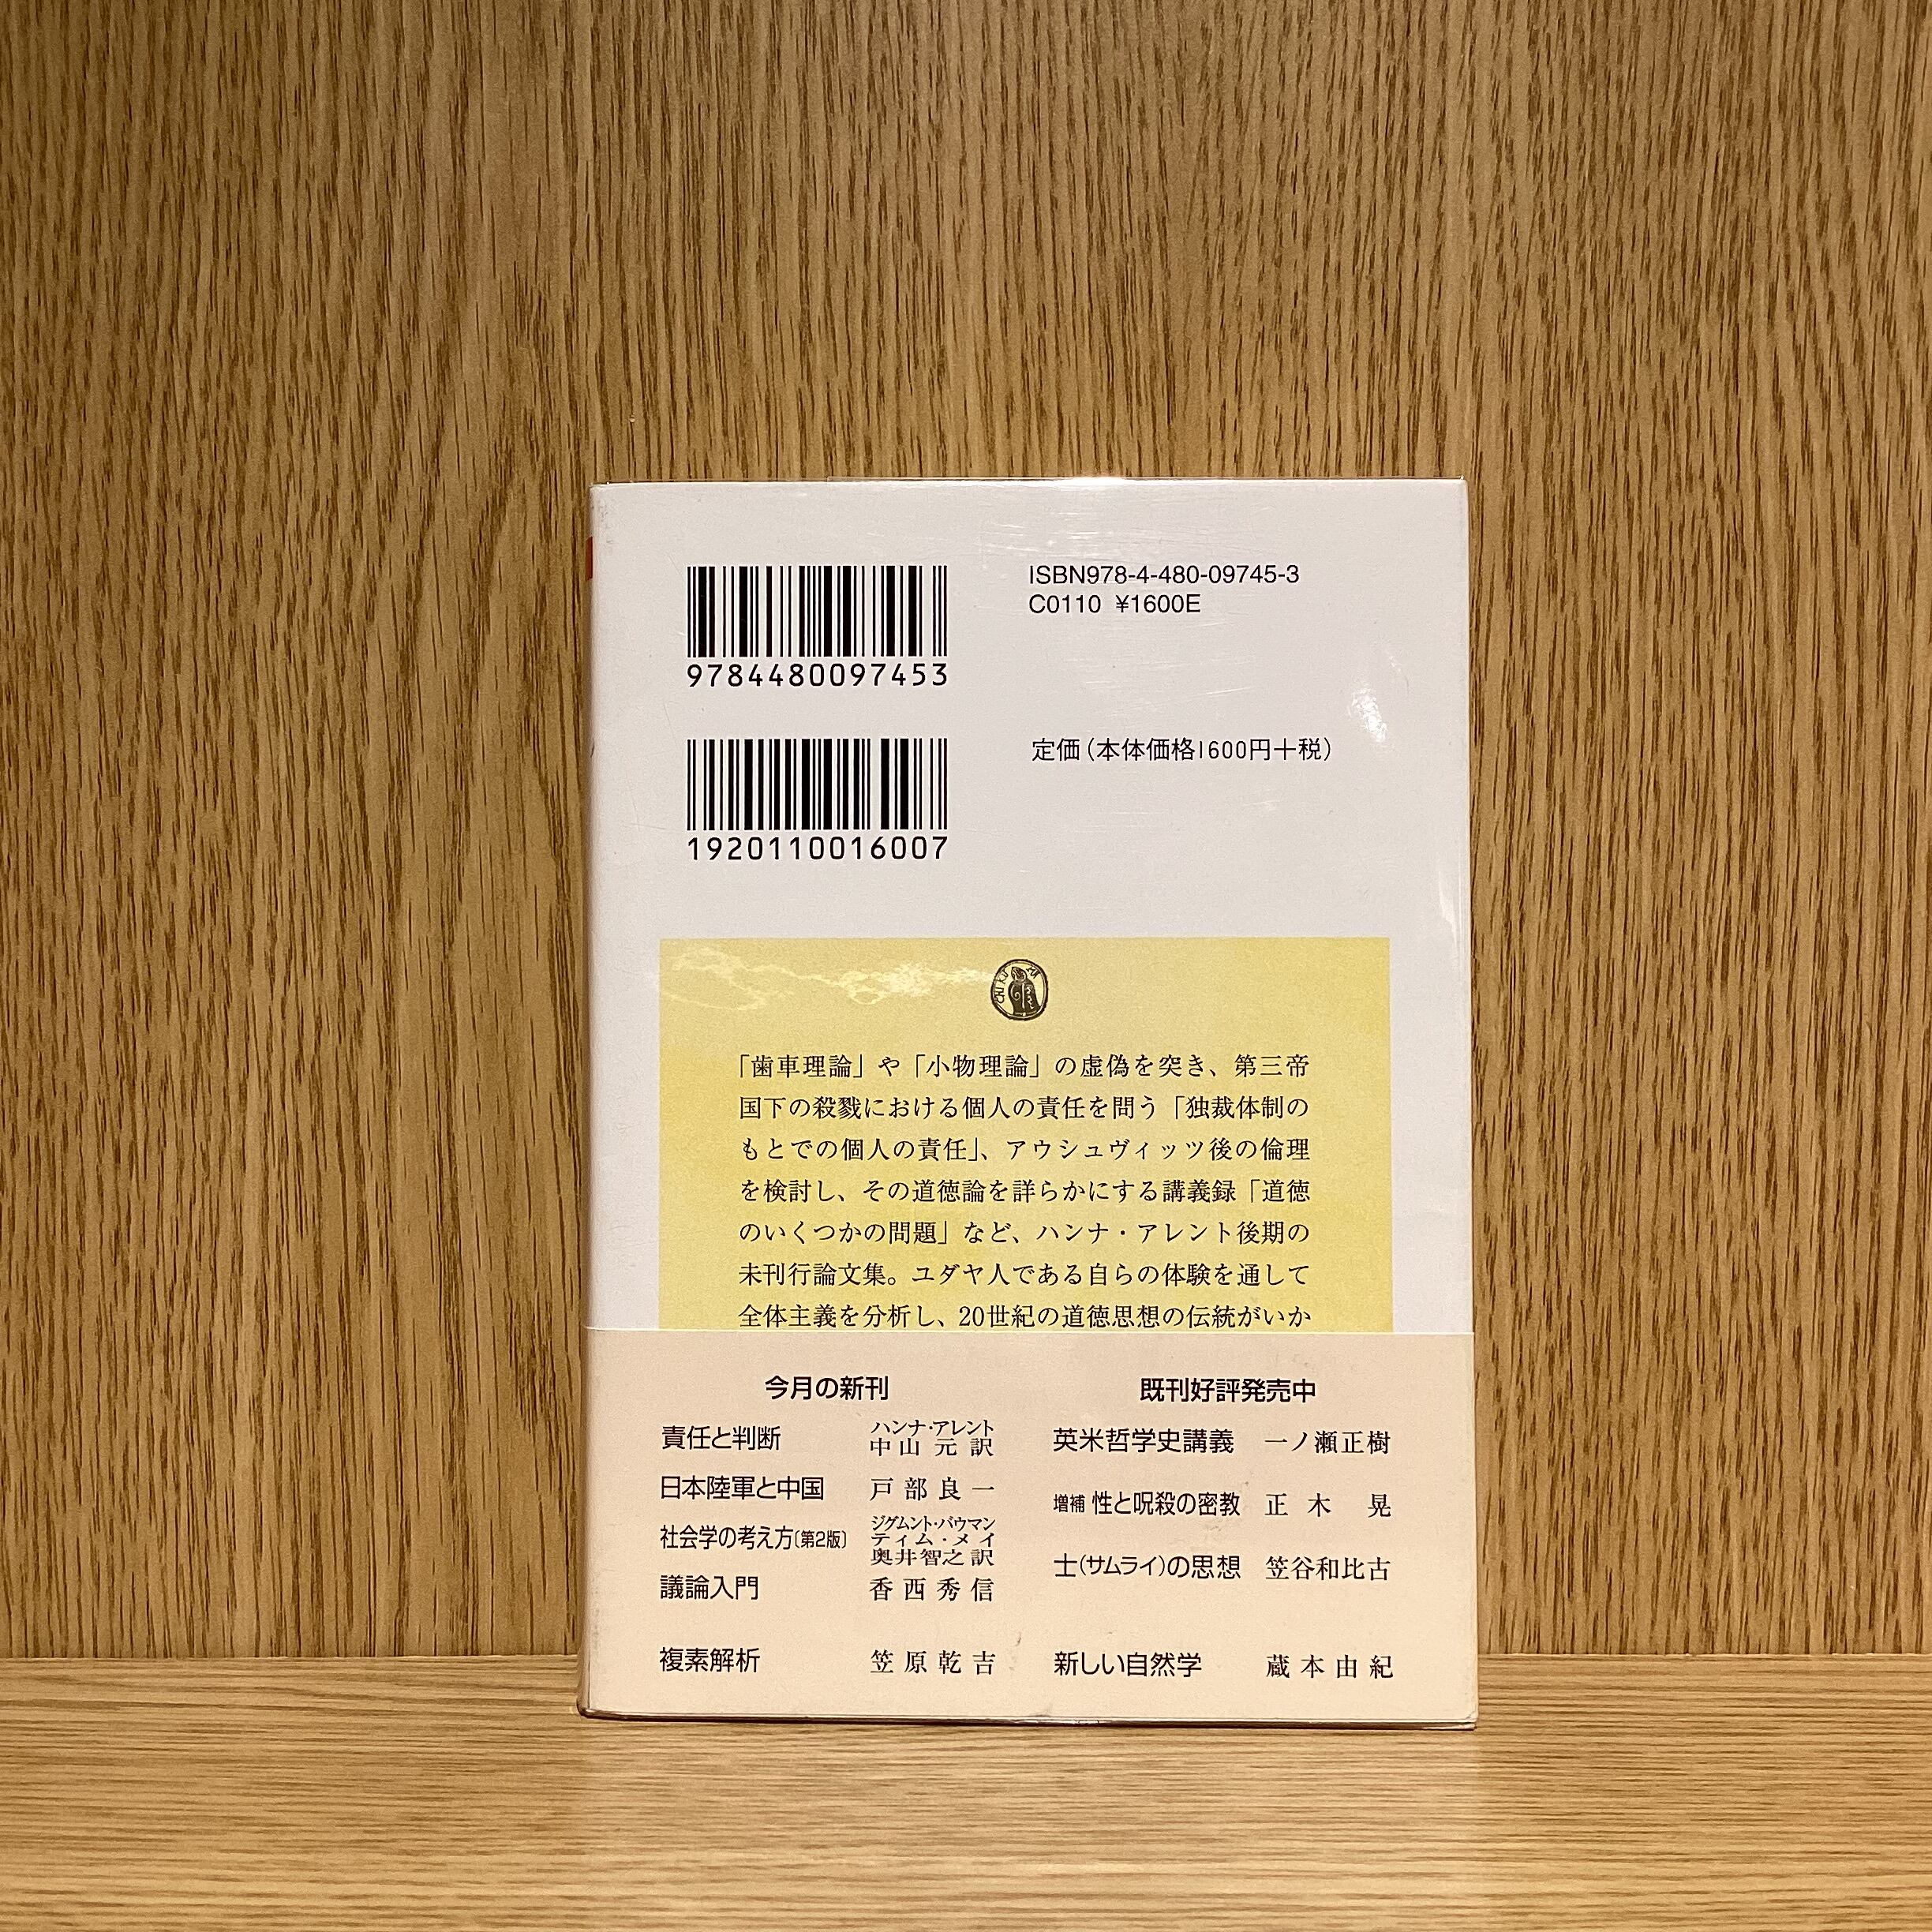 9784480097453
ISBN978-4-480-09745-3
C0110 ¥1600E
1920110016007
定価（本体価格1600円＋税）
CHIKUMA
「歯車理論」や「小物理論」の虚偽を突き、第三帝
国下の殺戮における個人の責任を問う「独裁体制の
もとでの個人の責任」、アウシュヴィッツ後の倫理
を検討し、その道徳論を詳らかにする講義録「道徳
のいくつかの問題」など、ハンナ・アレント後期の
未刊行論文集。ユダヤ人である自らの体験を通して
全体主義を分析し、20世紀の道徳思想の伝統がいか
今月の新刊
責任と判断 ハンナ・アレント
中山元訳
日本陸軍と中国 戸部良一
社会学の考え方〔第2版〕 ジグムント・バウマン
ティム・メイ
奥井智之訳
議論入門 香西秀信
複素解析 笠原乾吉
既刊好評発売中
英米哲学史講義 一ノ瀬正樹
増補 性と呪殺の密教 正木晃
士（サムライ）の思想 笠谷和比古
新しい自然学 蔵本由紀